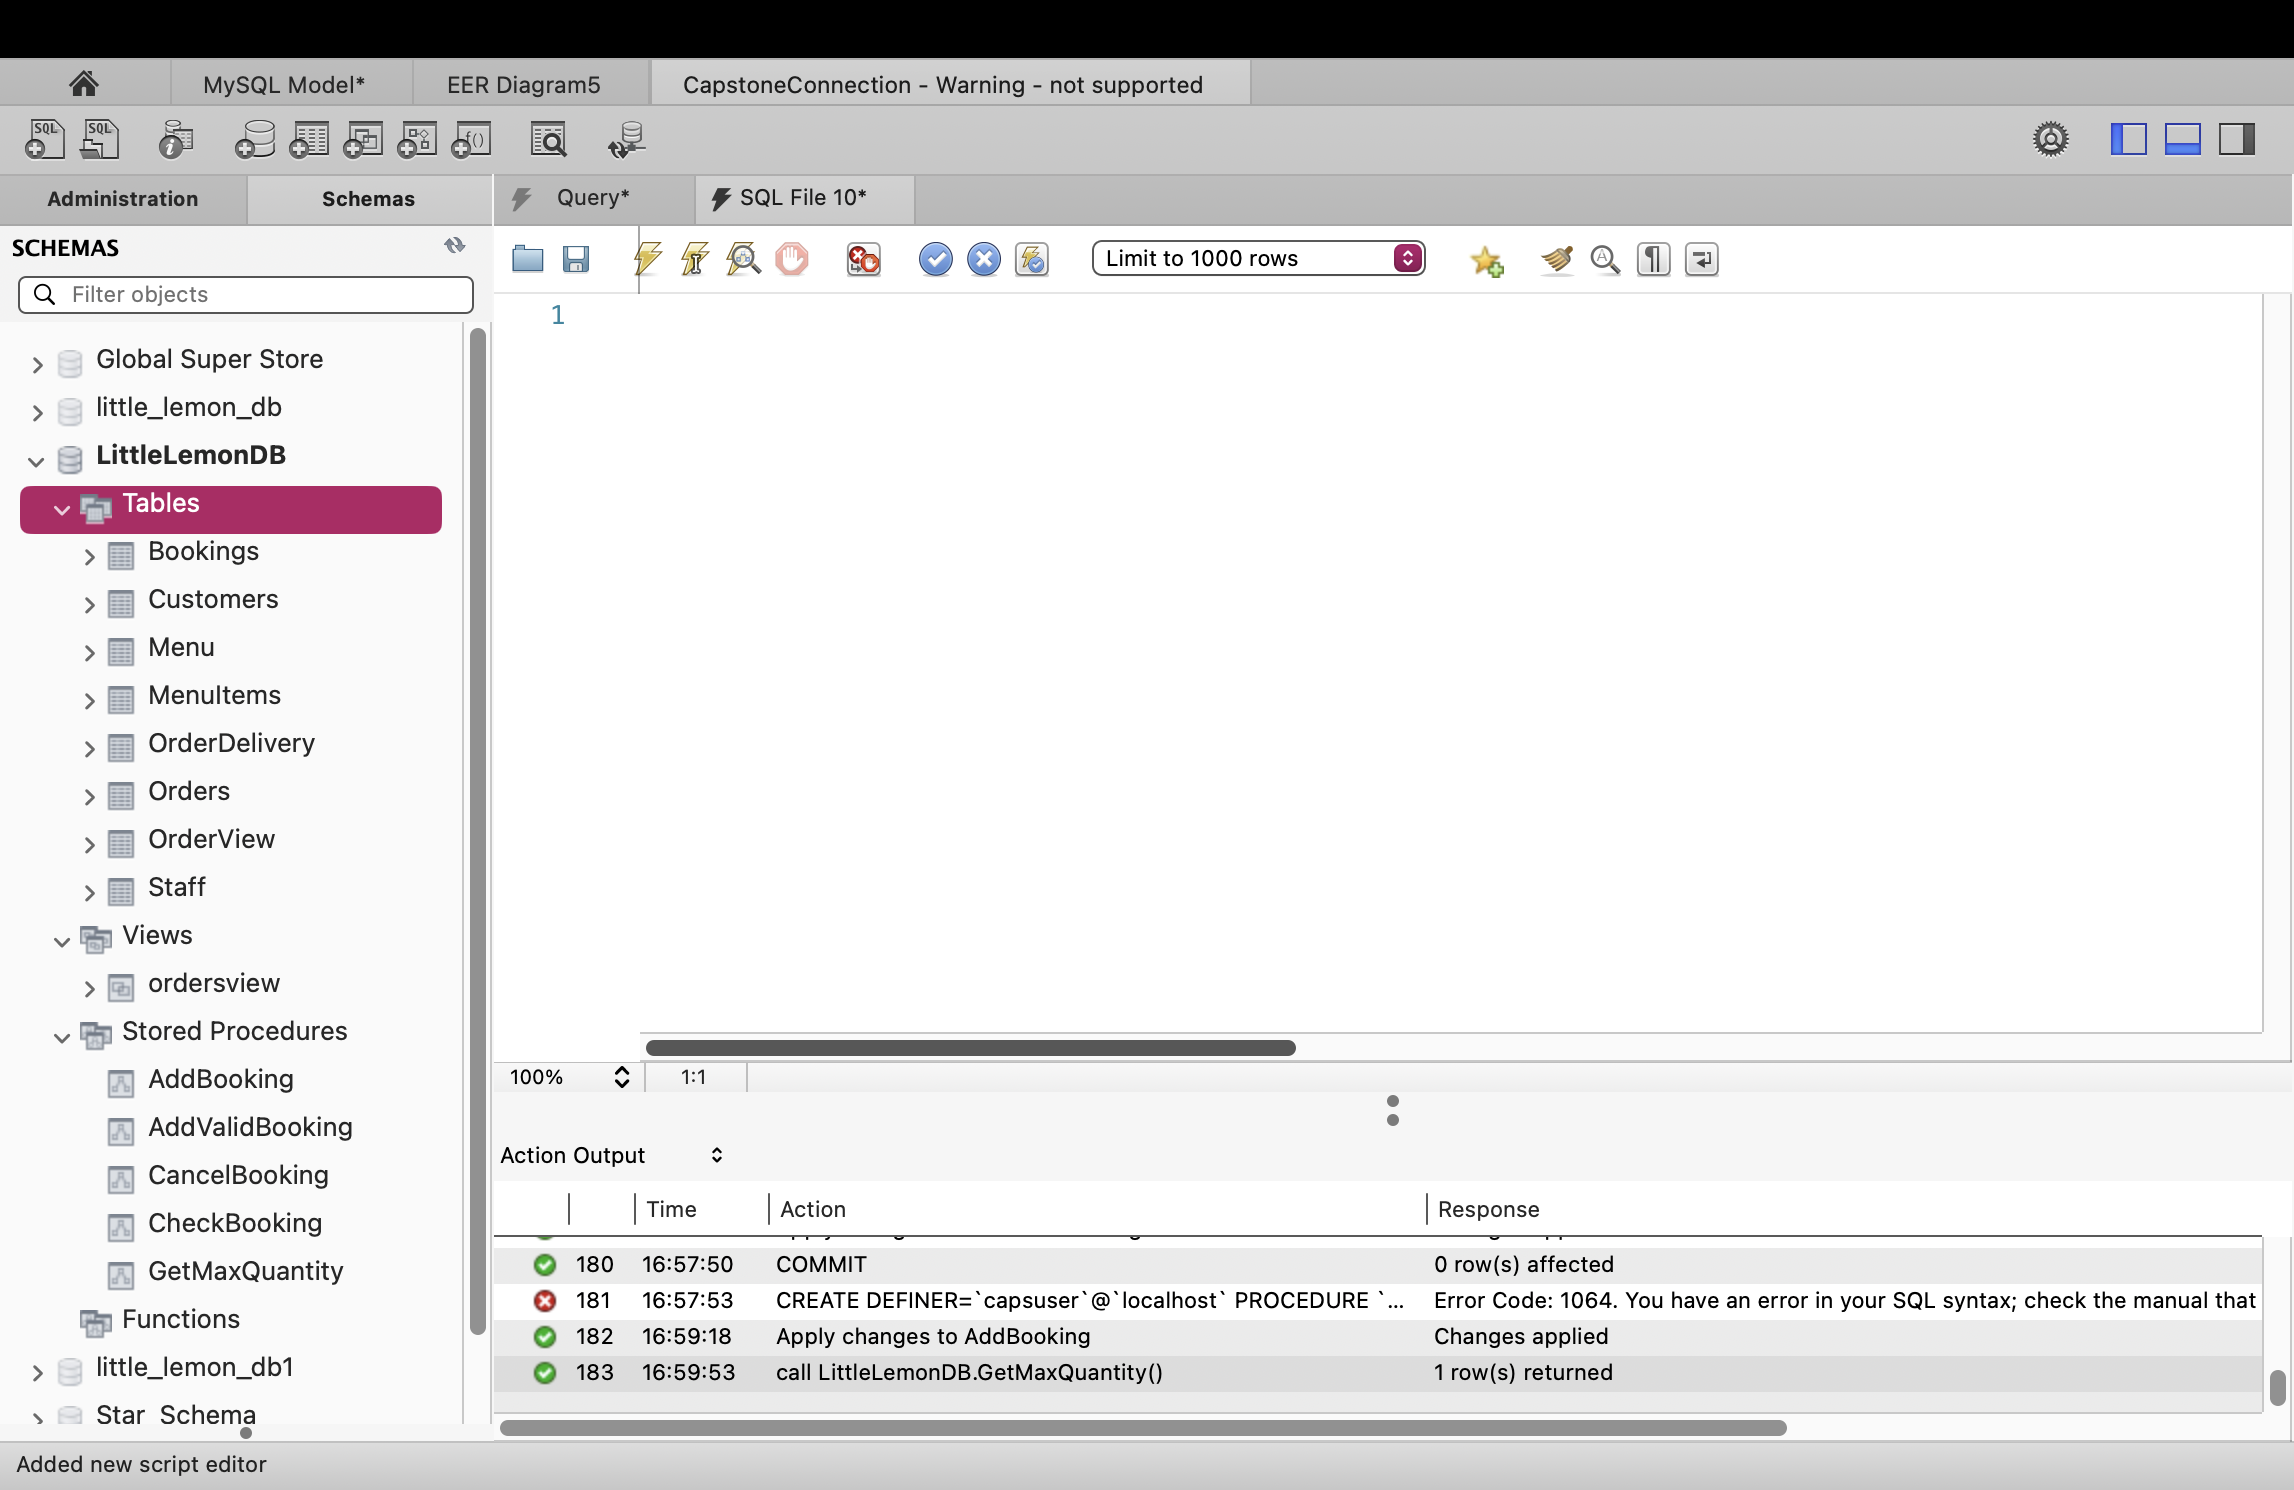 MySQL Model*
EER Diagram5
CapstoneConnection - Warning - not supported
SQL
SQL
i
f()
Administration
Schemas
Query*
SQL File 10*
SCHEMAS
Filter objects
Limit to 1000 rows
1
Global Super Store
little_lemon_db
LittleLemonDB
Tables
Bookings
Customers
Menu
MenuItems
OrderDelivery
Orders
OrderView
Staff
Views
ordersview
Stored Procedures
AddBooking
AddValidBooking
CancelBooking
CheckBooking
GetMaxQuantity
Functions
little_lemon_db1
Star_Schema
100%
1:1
Action Output
Time
Action
Response
180 16:57:50 COMMIT 0 row(s) affected
181 16:57:53 CREATE DEFINER=`capsuser`@`localhost` PROCEDURE `... Error Code: 1064. You have an error in your SQL syntax; check the manual that
182 16:59:18 Apply changes to AddBooking Changes applied
183 16:59:53 call LittleLemonDB.GetMaxQuantity() 1 row(s) returned
Added new script editor